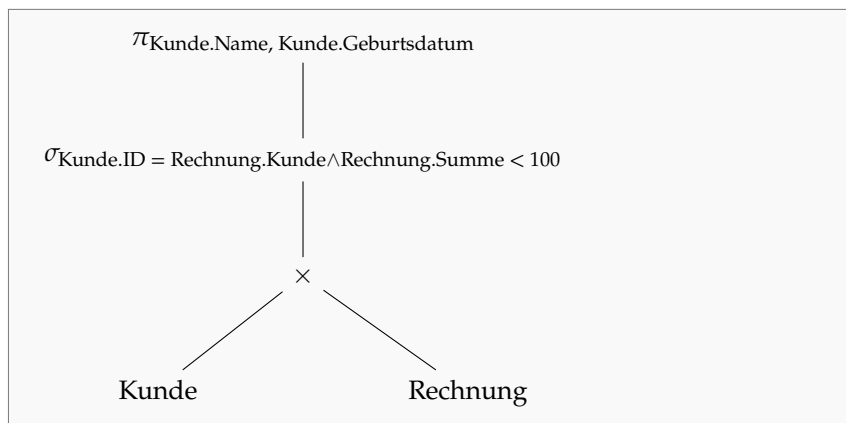 πKunde.Name, Kunde.Geburtsdatum
σKunde.ID = Rechnung.Kunde∧Rechnung.Summe < 100
×
Kunde Rechnung